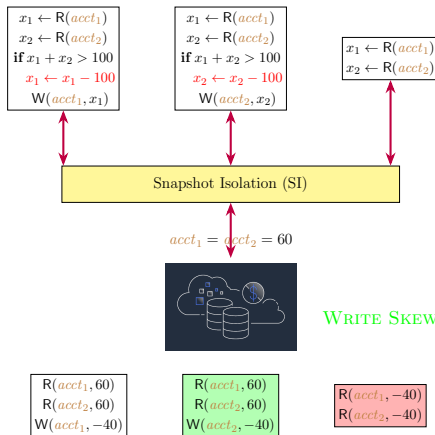 x₁ ← R(acct₁)
x₂ ← R(acct₂)
if x₁ + x₂ > 100
x₁ ← x₁ − 100
W(acct₁, x₁)
x₁ ← R(acct₁)
x₂ ← R(acct₂)
if x₁ + x₂ > 100
x₂ ← x₂ − 100
W(acct₂, x₂)
x₁ ← R(acct₁)
x₂ ← R(acct₂)
Snapshot Isolation (SI)
acct₁ = acct₂ = 60
WRITE SKEW
R(acct₁, 60)
R(acct₂, 60)
W(acct₁, −40)
R(acct₁, 60)
R(acct₂, 60)
W(acct₂, −40)
R(acct₁, −40)
R(acct₂, −40)